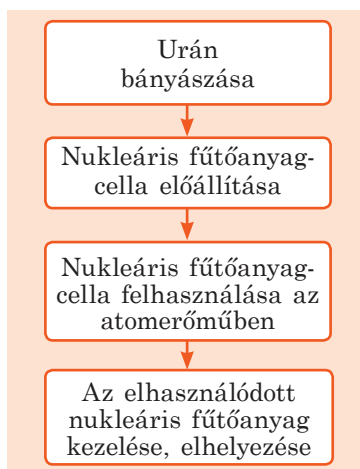 Urán
bányászása
Nukleáris fűtőanyag-
cella előállítása
Nukleáris fűtőanyag-
cella felhasználása az
atomerőműben
Az elhasználódott
nukleáris fűtőanyag
kezelése, elhelyezése